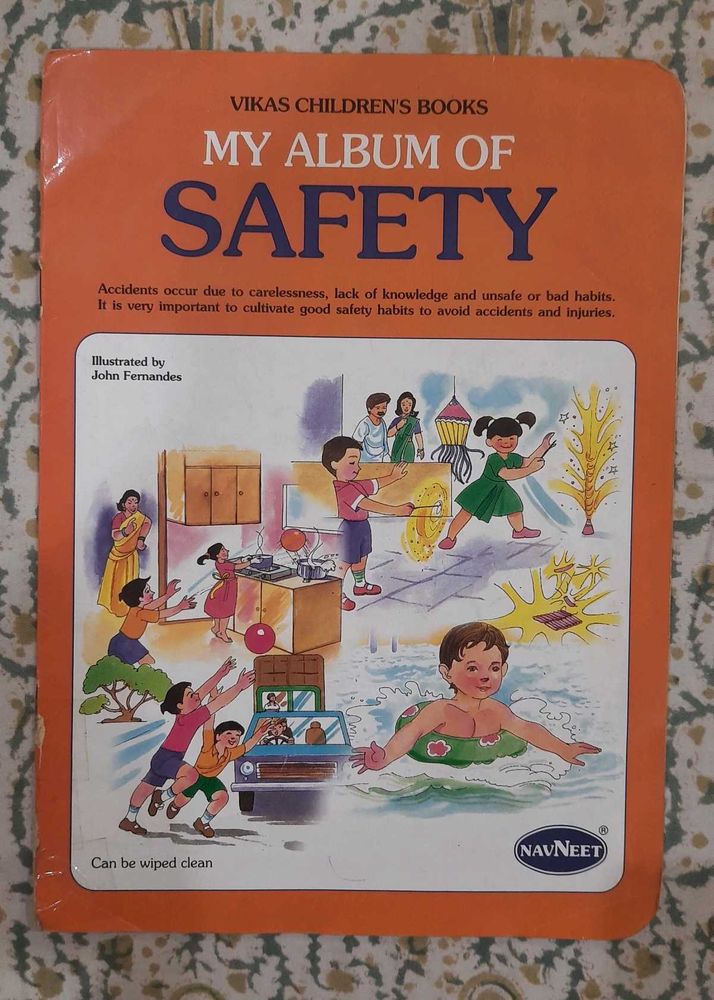 VIKAS CHILDREN'S BOOKS
MY ALBUM OF
SAFETY
Accidents occur due to carelessness, lack of knowledge and unsafe or bad habits.
It is very important to cultivate good safety habits to avoid accidents and injuries.
Illustrated by
John Fernandes
Can be wiped clean
NAVNEET ®